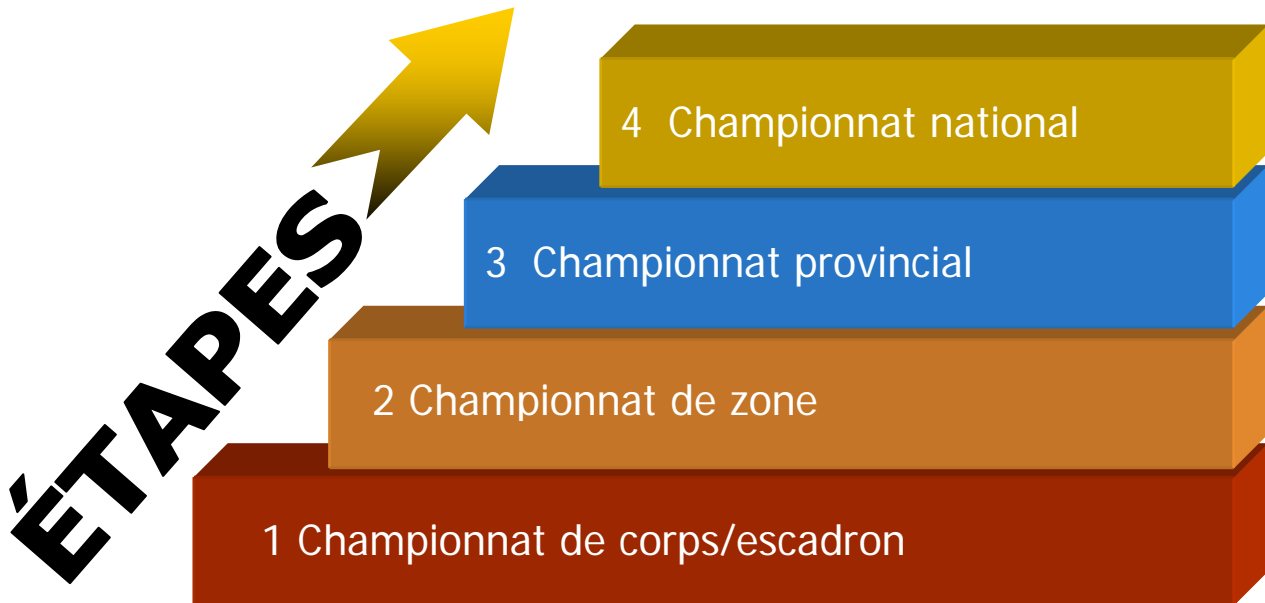 ÉTAPES
4 Championnat national
3 Championnat provincial
2 Championnat de zone
1 Championnat de corps/escadron